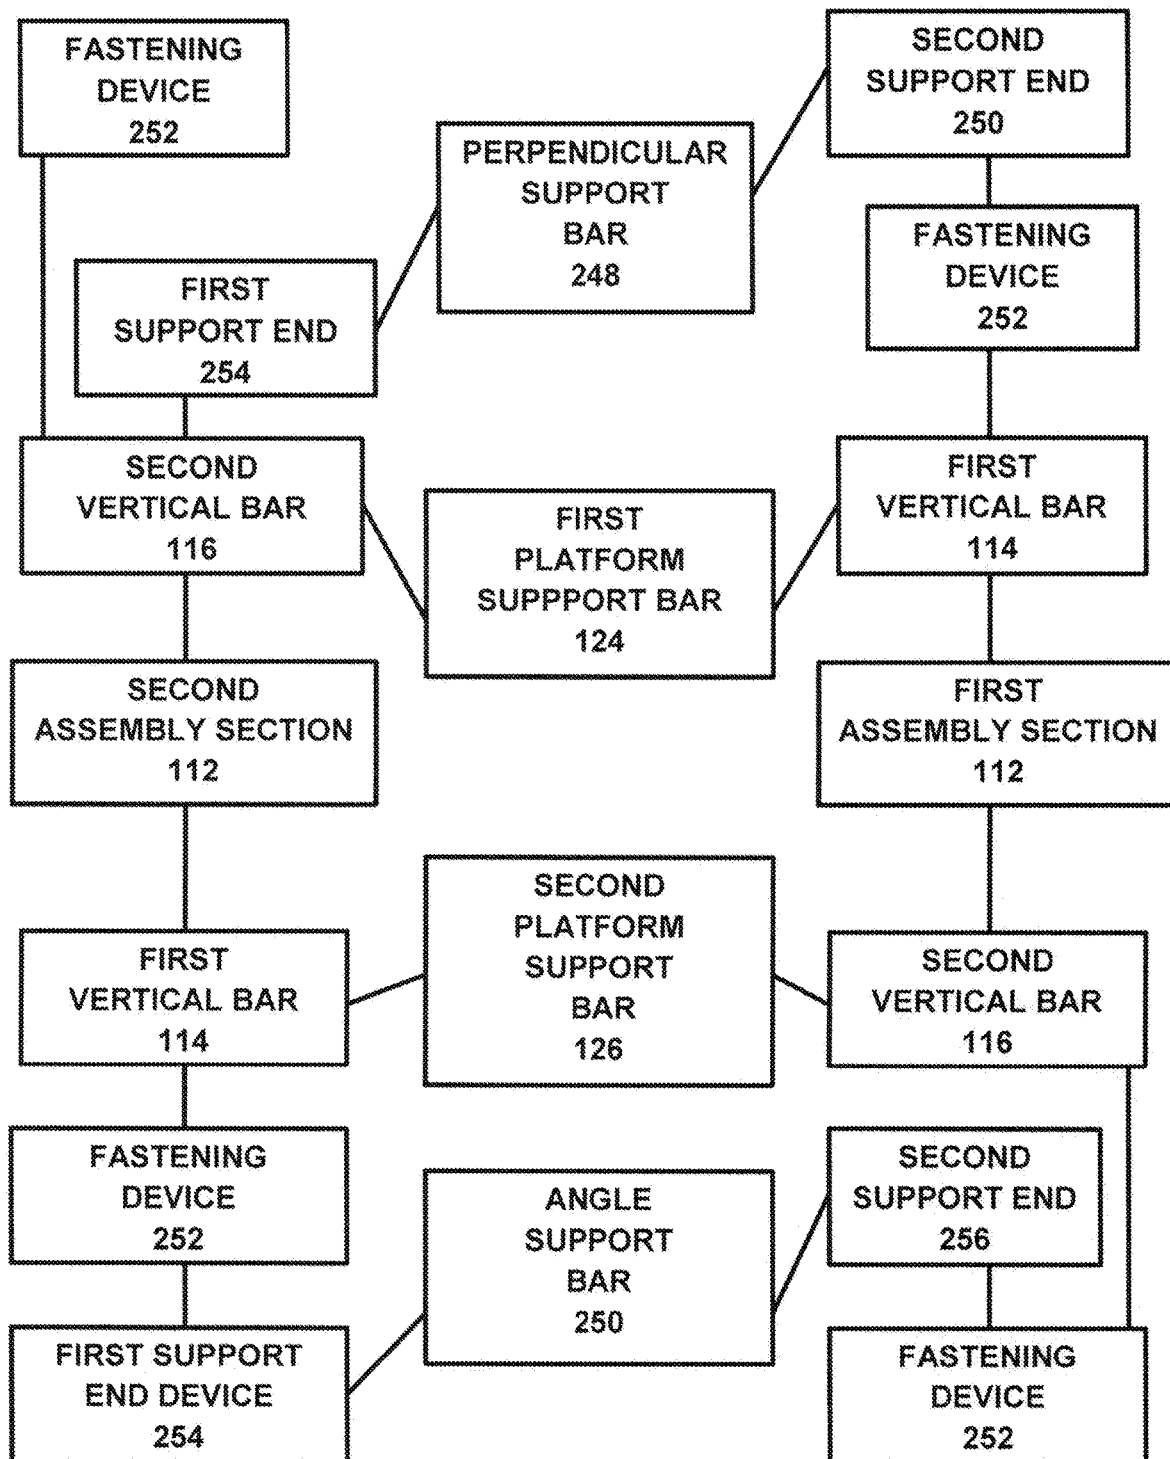 FASTENING
DEVICE
252
SECOND
SUPPORT END
250
PERPENDICULAR
SUPPORT
BAR
248
FASTENING
DEVICE
252
FIRST
SUPPORT END
254
SECOND
VERTICAL BAR
116
FIRST
PLATFORM
SUPPPORT BAR
124
FIRST
VERTICAL BAR
114
SECOND
ASSEMBLY SECTION
112
FIRST
ASSEMBLY SECTION
112
SECOND
PLATFORM
SUPPORT
BAR
126
FIRST
VERTICAL BAR
114
SECOND
VERTICAL BAR
116
FASTENING
DEVICE
252
ANGLE
SUPPORT
BAR
250
SECOND
SUPPORT END
256
FIRST SUPPORT
END DEVICE
254
FASTENING
DEVICE
252